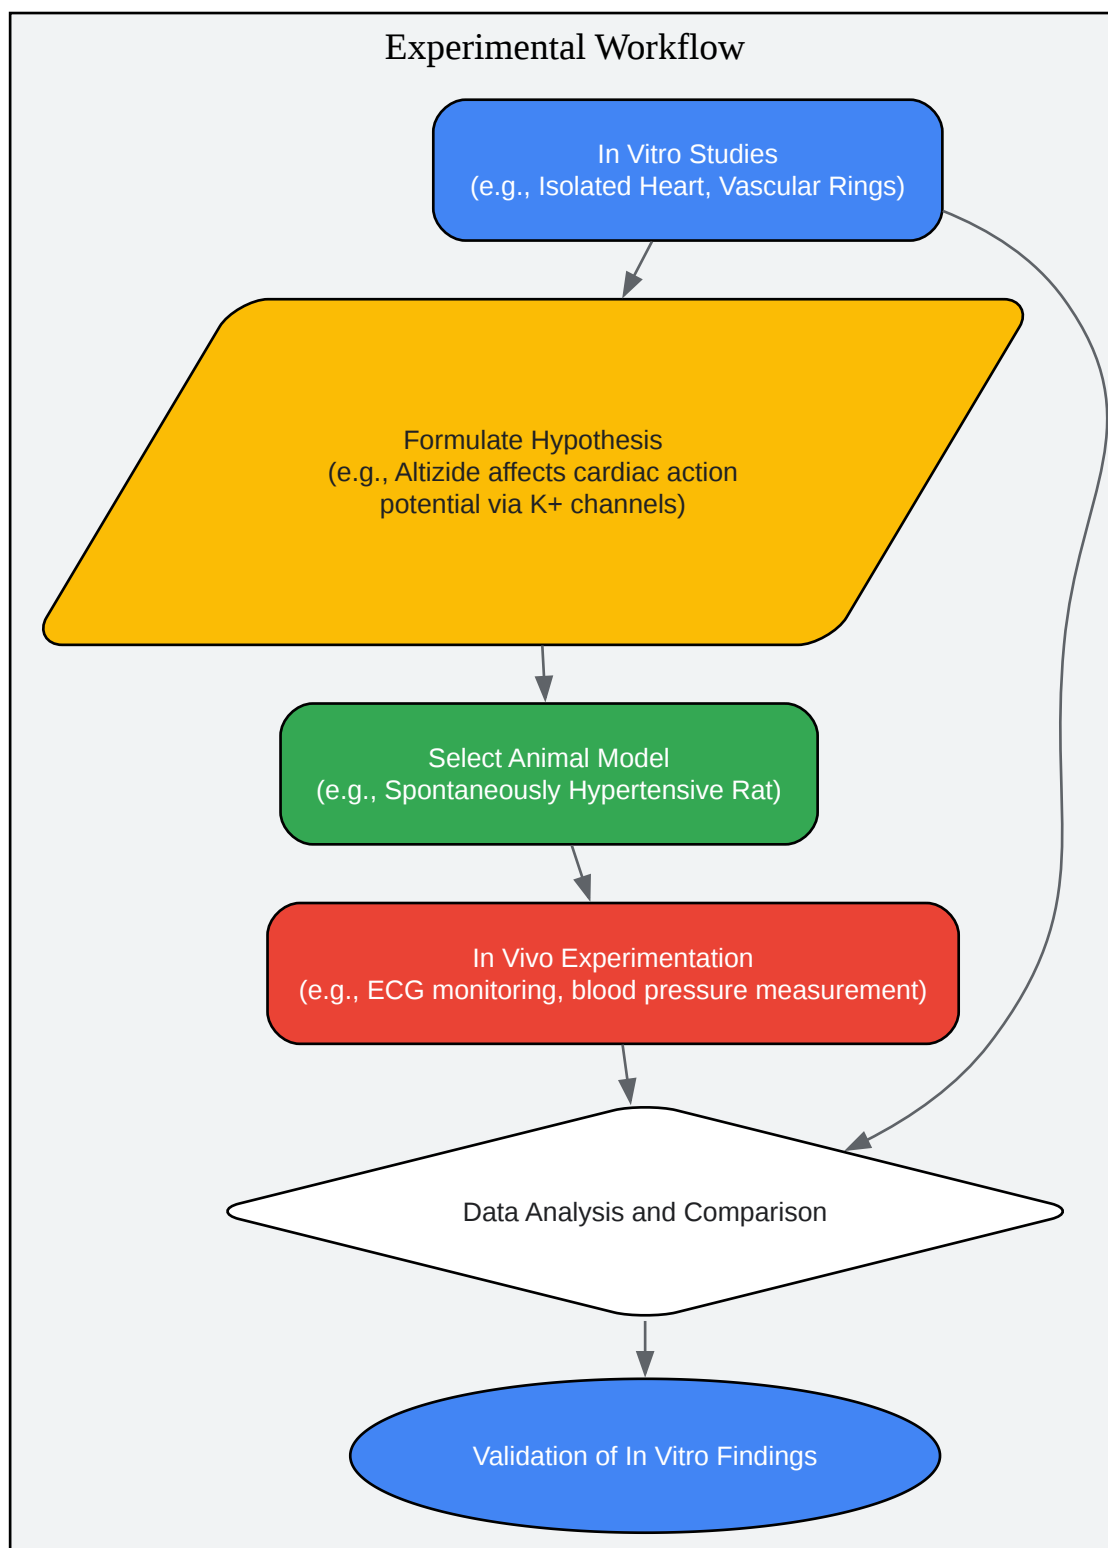 Experimental Workflow
In Vitro Studies
(e.g., Isolated Heart, Vascular Rings)
Formulate Hypothesis
(e.g., Altizide affects cardiac action
potential via K+ channels)
Select Animal Model
(e.g., Spontaneously Hypertensive Rat)
In Vivo Experimentation
(e.g., ECG monitoring, blood pressure measurement)
Data Analysis and Comparison
Validation of In Vitro Findings